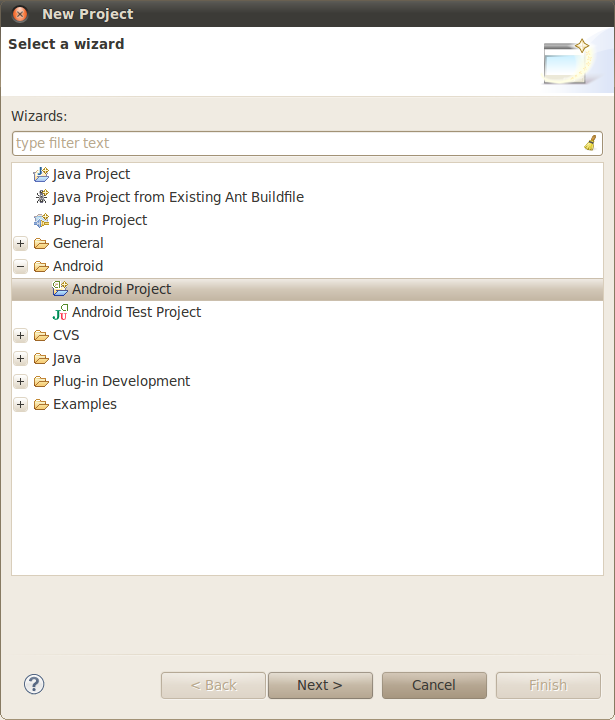 New Project
Select a wizard
Wizards:
type filter text
Java Project
Java Project from Existing Ant Buildfile
Plug-in Project
General
Android
Android Project
Android Test Project
CVS
Java
Plug-in Development
Examples
< Back Next > Cancel Finish